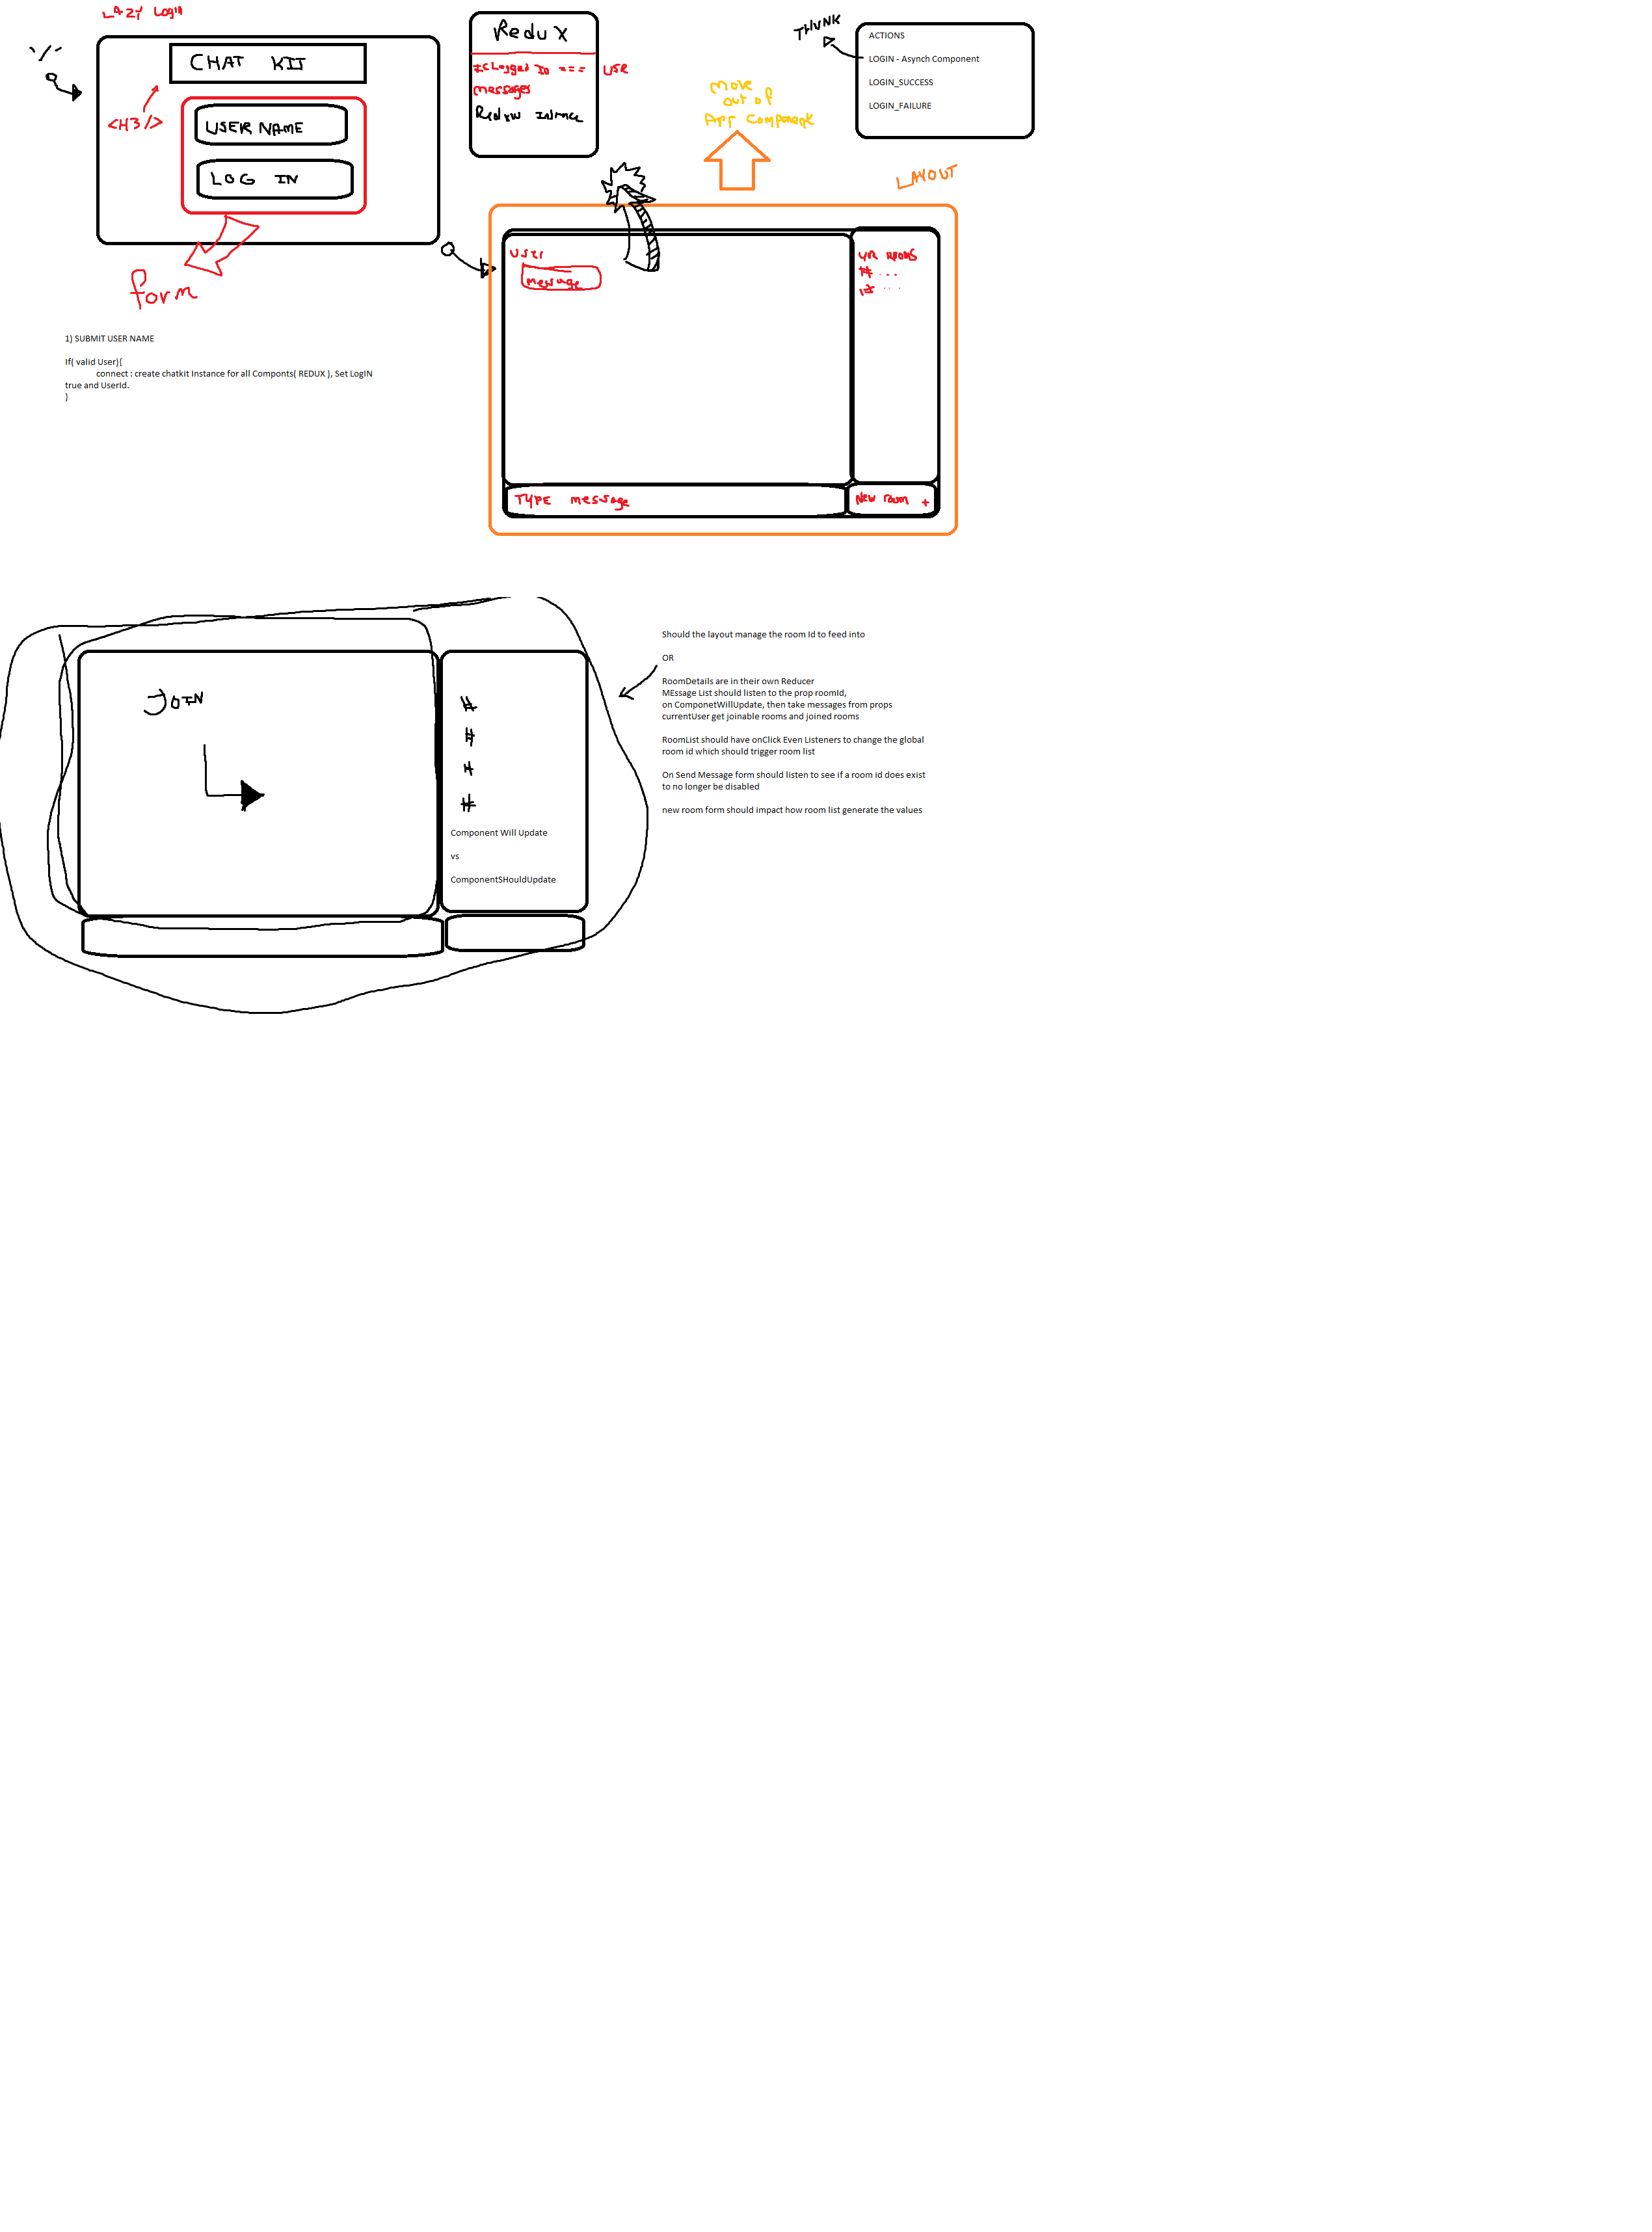 LAZY Login
'/'
CHAT KIT
<H3/>
USER NAME
LOG IN
form
1) SUBMIT USER NAME
If( valid User){
connect : create chatkit Instance for all Componts( REDUX ), Set LogIN
true and UserId.
}
Redux
isLogged In === USR
messages
Redux
Move
out of
App Component
THUNK
ACTIONS
LOGIN - Asynch Component
LOGIN_SUCCESS
LOGIN_FAILURE
LAYOUT
User
message
YR ROOMS
# ...
# ...
TYPE message
New room +
JOIN
#
#
#
#
Component Will Update
vs
ComponentSHouldUpdate
Should the layout manage the room Id to feed into
OR
RoomDetails are in their own Reducer
MEssage List should listen to the prop roomId,
on ComponetWillUpdate, then take messages from props
currentUser get joinable rooms and joined rooms
RoomList should have onClick Even Listeners to change the global
room id which should trigger room list
On Send Message form should listen to see if a room id does exist
to no longer be disabled
new room form should impact how room list generate the values